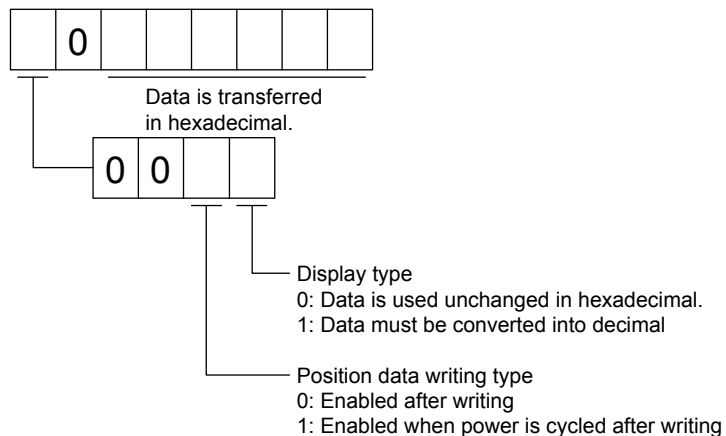 0
Data is transferred
in hexadecimal.
0 0
Display type
0: Data is used unchanged in hexadecimal.
1: Data must be converted into decimal
Position data writing type
0: Enabled after writing
1: Enabled when power is cycled after writing